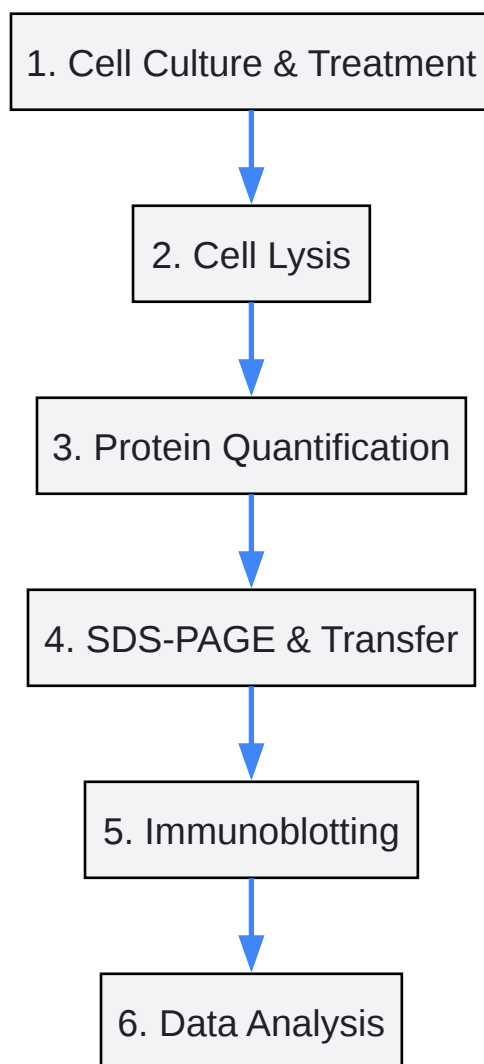 1. Cell Culture & Treatment
2. Cell Lysis
3. Protein Quantification
4. SDS-PAGE & Transfer
5. Immunoblotting
6. Data Analysis